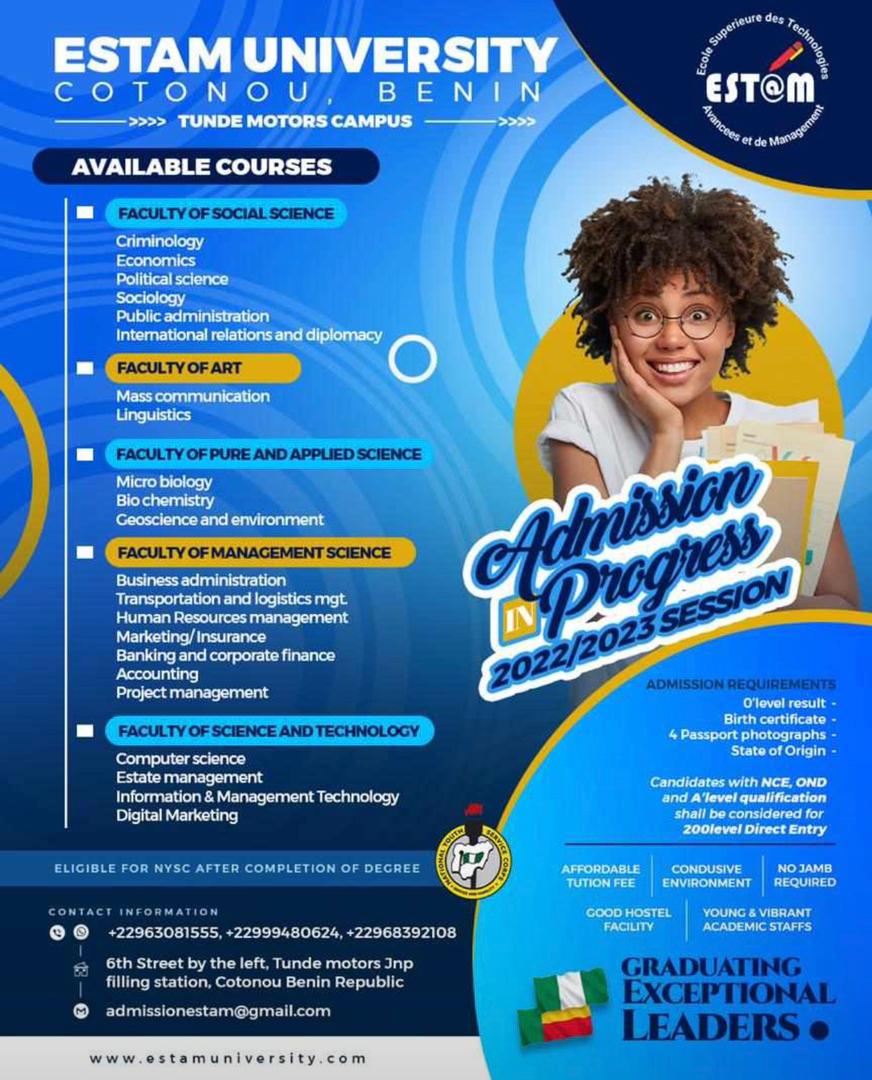 ESTAM UNIVERSITY
COTONOU, BENIN
>>>> TUNDE MOTORS CAMPUS >>>>
Ecole Superieure des Technologies
EST@M
Avancees et de Management
AVAILABLE COURSES
FACULTY OF SOCIAL SCIENCE
Criminology
Economics
Political science
Sociology
Public administration
International relations and diplomacy
FACULTY OF ART
Mass communication
Linguistics
FACULTY OF PURE AND APPLIED SCIENCE
Micro biology
Bio chemistry
Geoscience and environment
FACULTY OF MANAGEMENT SCIENCE
Business administration
Transportation and logistics mgt.
Human Resources management
Marketing/Insurance
Banking and corporate finance
Accounting
Project management
FACULTY OF SCIENCE AND TECHNOLOGY
Computer science
Estate management
Information & Management Technology
Digital Marketing
Admission
IN Progress
2022/2023 SESSION
ADMISSION REQUIREMENTS
0'level result -
Birth certificate -
4 Passport photographs -
State of Origin -
Candidates with NCE, OND
and A'level qualification
shall be considered for
200level Direct Entry
AFFORDABLE
TUTION FEE
CONDUSIVE
ENVIRONMENT
NO JAMB
REQUIRED
GOOD HOSTEL
FACILITY
YOUNG & VIBRANT
ACADEMIC STAFFS
GRADUATING
EXCEPTIONAL
LEADERS
ELIGIBLE FOR NYSC AFTER COMPLETION OF DEGREE
NATIONAL YOUTH SERVICE CORPS
CONTACT INFORMATION
+22963081555, +22999480624, +22968392108
6th Street by the left, Tunde motors Jnp
filling station, Cotonou Benin Republic
admissionestam@gmail.com
www.estamuniversity.com